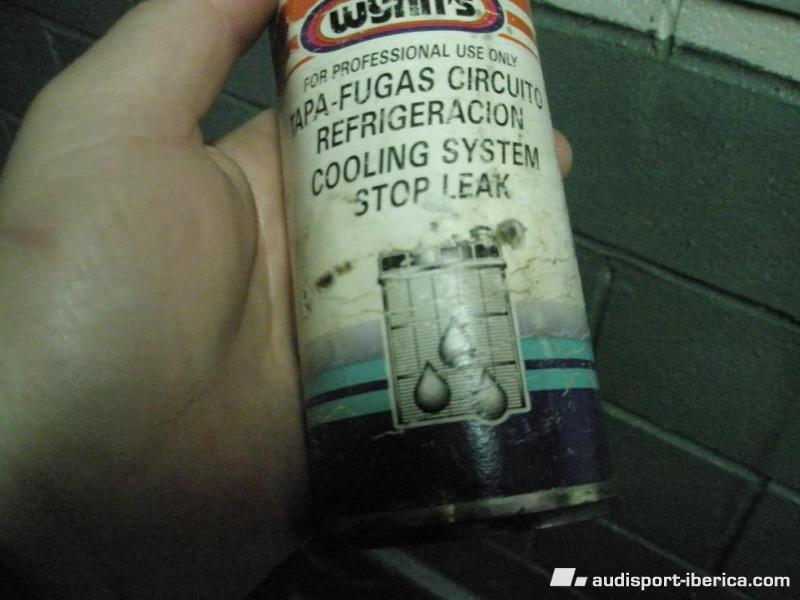 Wynn's
FOR PROFESSIONAL USE ONLY
TAPA-FUGAS CIRCUITO
REFRIGERACION
COOLING SYSTEM
STOP LEAK
audisport-iberica.com